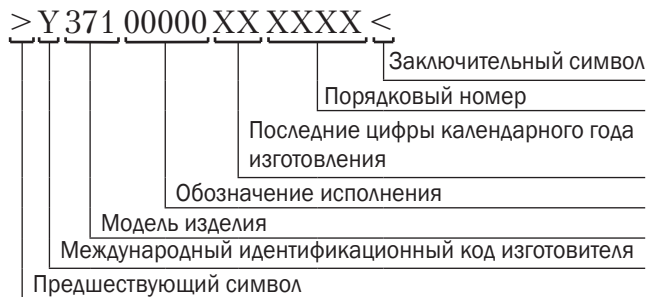 > Y 371 00000 XX XXXX <
Заключительный символ
Порядковый номер
Последние цифры календарного года
изготовления
Обозначение исполнения
Модель изделия
Международный идентификационный код изготовителя
Предшествующий символ